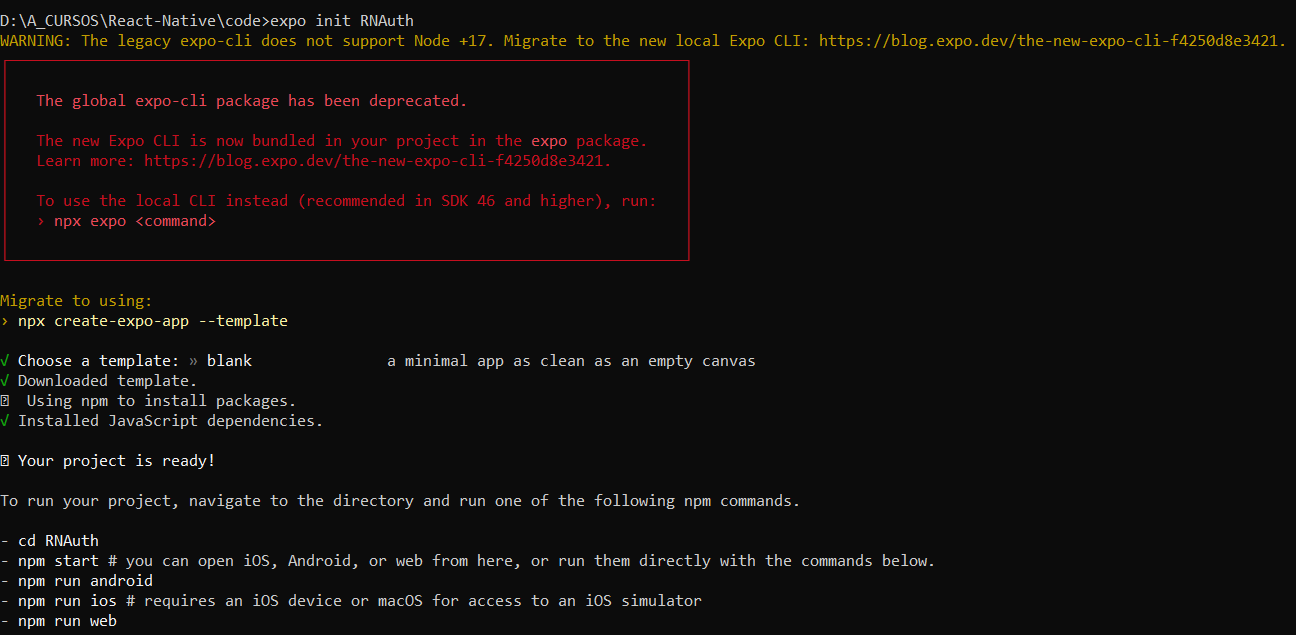 D:\A_CURSOS\React-Native\code>expo init RNAuth
WARNING: The legacy expo-cli does not support Node +17. Migrate to the new local Expo CLI: https://blog.expo.dev/the-new-expo-cli-f4250d8e3421.
The global expo-cli package has been deprecated.
The new Expo CLI is now bundled in your project in the expo package.
Learn more: https://blog.expo.dev/the-new-expo-cli-f4250d8e3421.
To use the local CLI instead (recommended in SDK 46 and higher), run:
› npx expo <command>
Migrate to using:
› npx create-expo-app --template
√ Choose a template: » blank                a minimal app as clean as an empty canvas
√ Downloaded template.
⍰  Using npm to install packages.
√ Installed JavaScript dependencies.
⍰ Your project is ready!
To run your project, navigate to the directory and run one of the following npm commands.
- cd RNAuth
- npm start # you can open iOS, Android, or web from here, or run them directly with the commands below.
- npm run android
- npm run ios # requires an iOS device or macOS for access to an iOS simulator
- npm run web